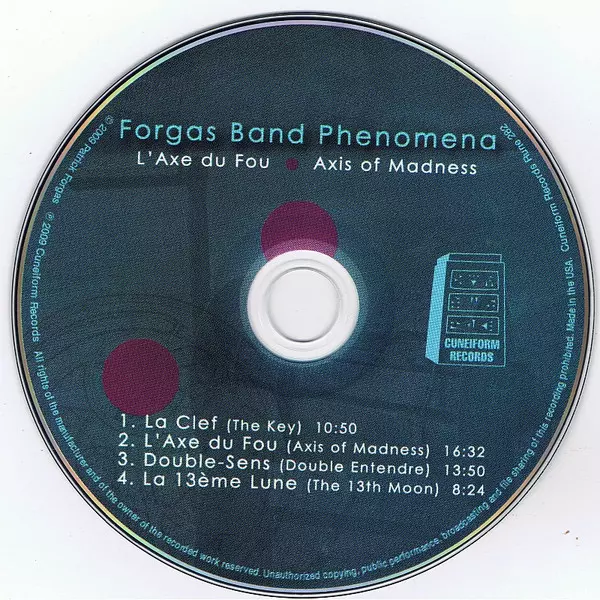 Forgas Band Phenomena
L'Axe du Fou Axis of Madness
CUNEIFORM
RECORDS
1. La Clef (The Key) 10:50
2. L'Axe du Fou (Axis of Madness) 16:32
3. Double-Sens (Double Entendre) 13:50
4. La 13ème Lune (The 13th Moon) 8:24
© 2009 Patrick Forgas ℗ 2009 Cuneiform Records All rights of the manufacturer and of the owner of the recorded work reserved. Unauthorized copying, public performance, broadcasting and file sharing of this recording prohibited. Made in the USA. Cuneiform Records Rune 282